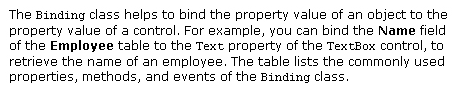 The Binding class helps to bind the property value of an object to the
property value of a control. For example, you can bind the Name field
of the Employee table to the Text property of the TextBox control, to
retrieve the name of an employee. The table lists the commonly used
properties, methods, and events of the Binding class.